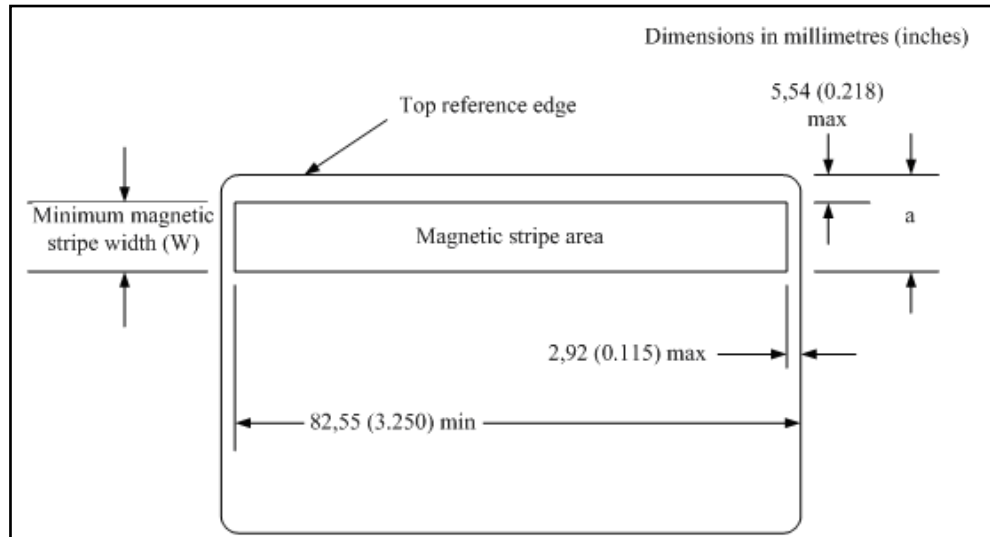 Dimensions in millimetres (inches)
5,54 (0.218)
max
Top reference edge
Minimum magnetic
stripe width (W)
Magnetic stripe area
a
2,92 (0.115) max
82,55 (3.250) min